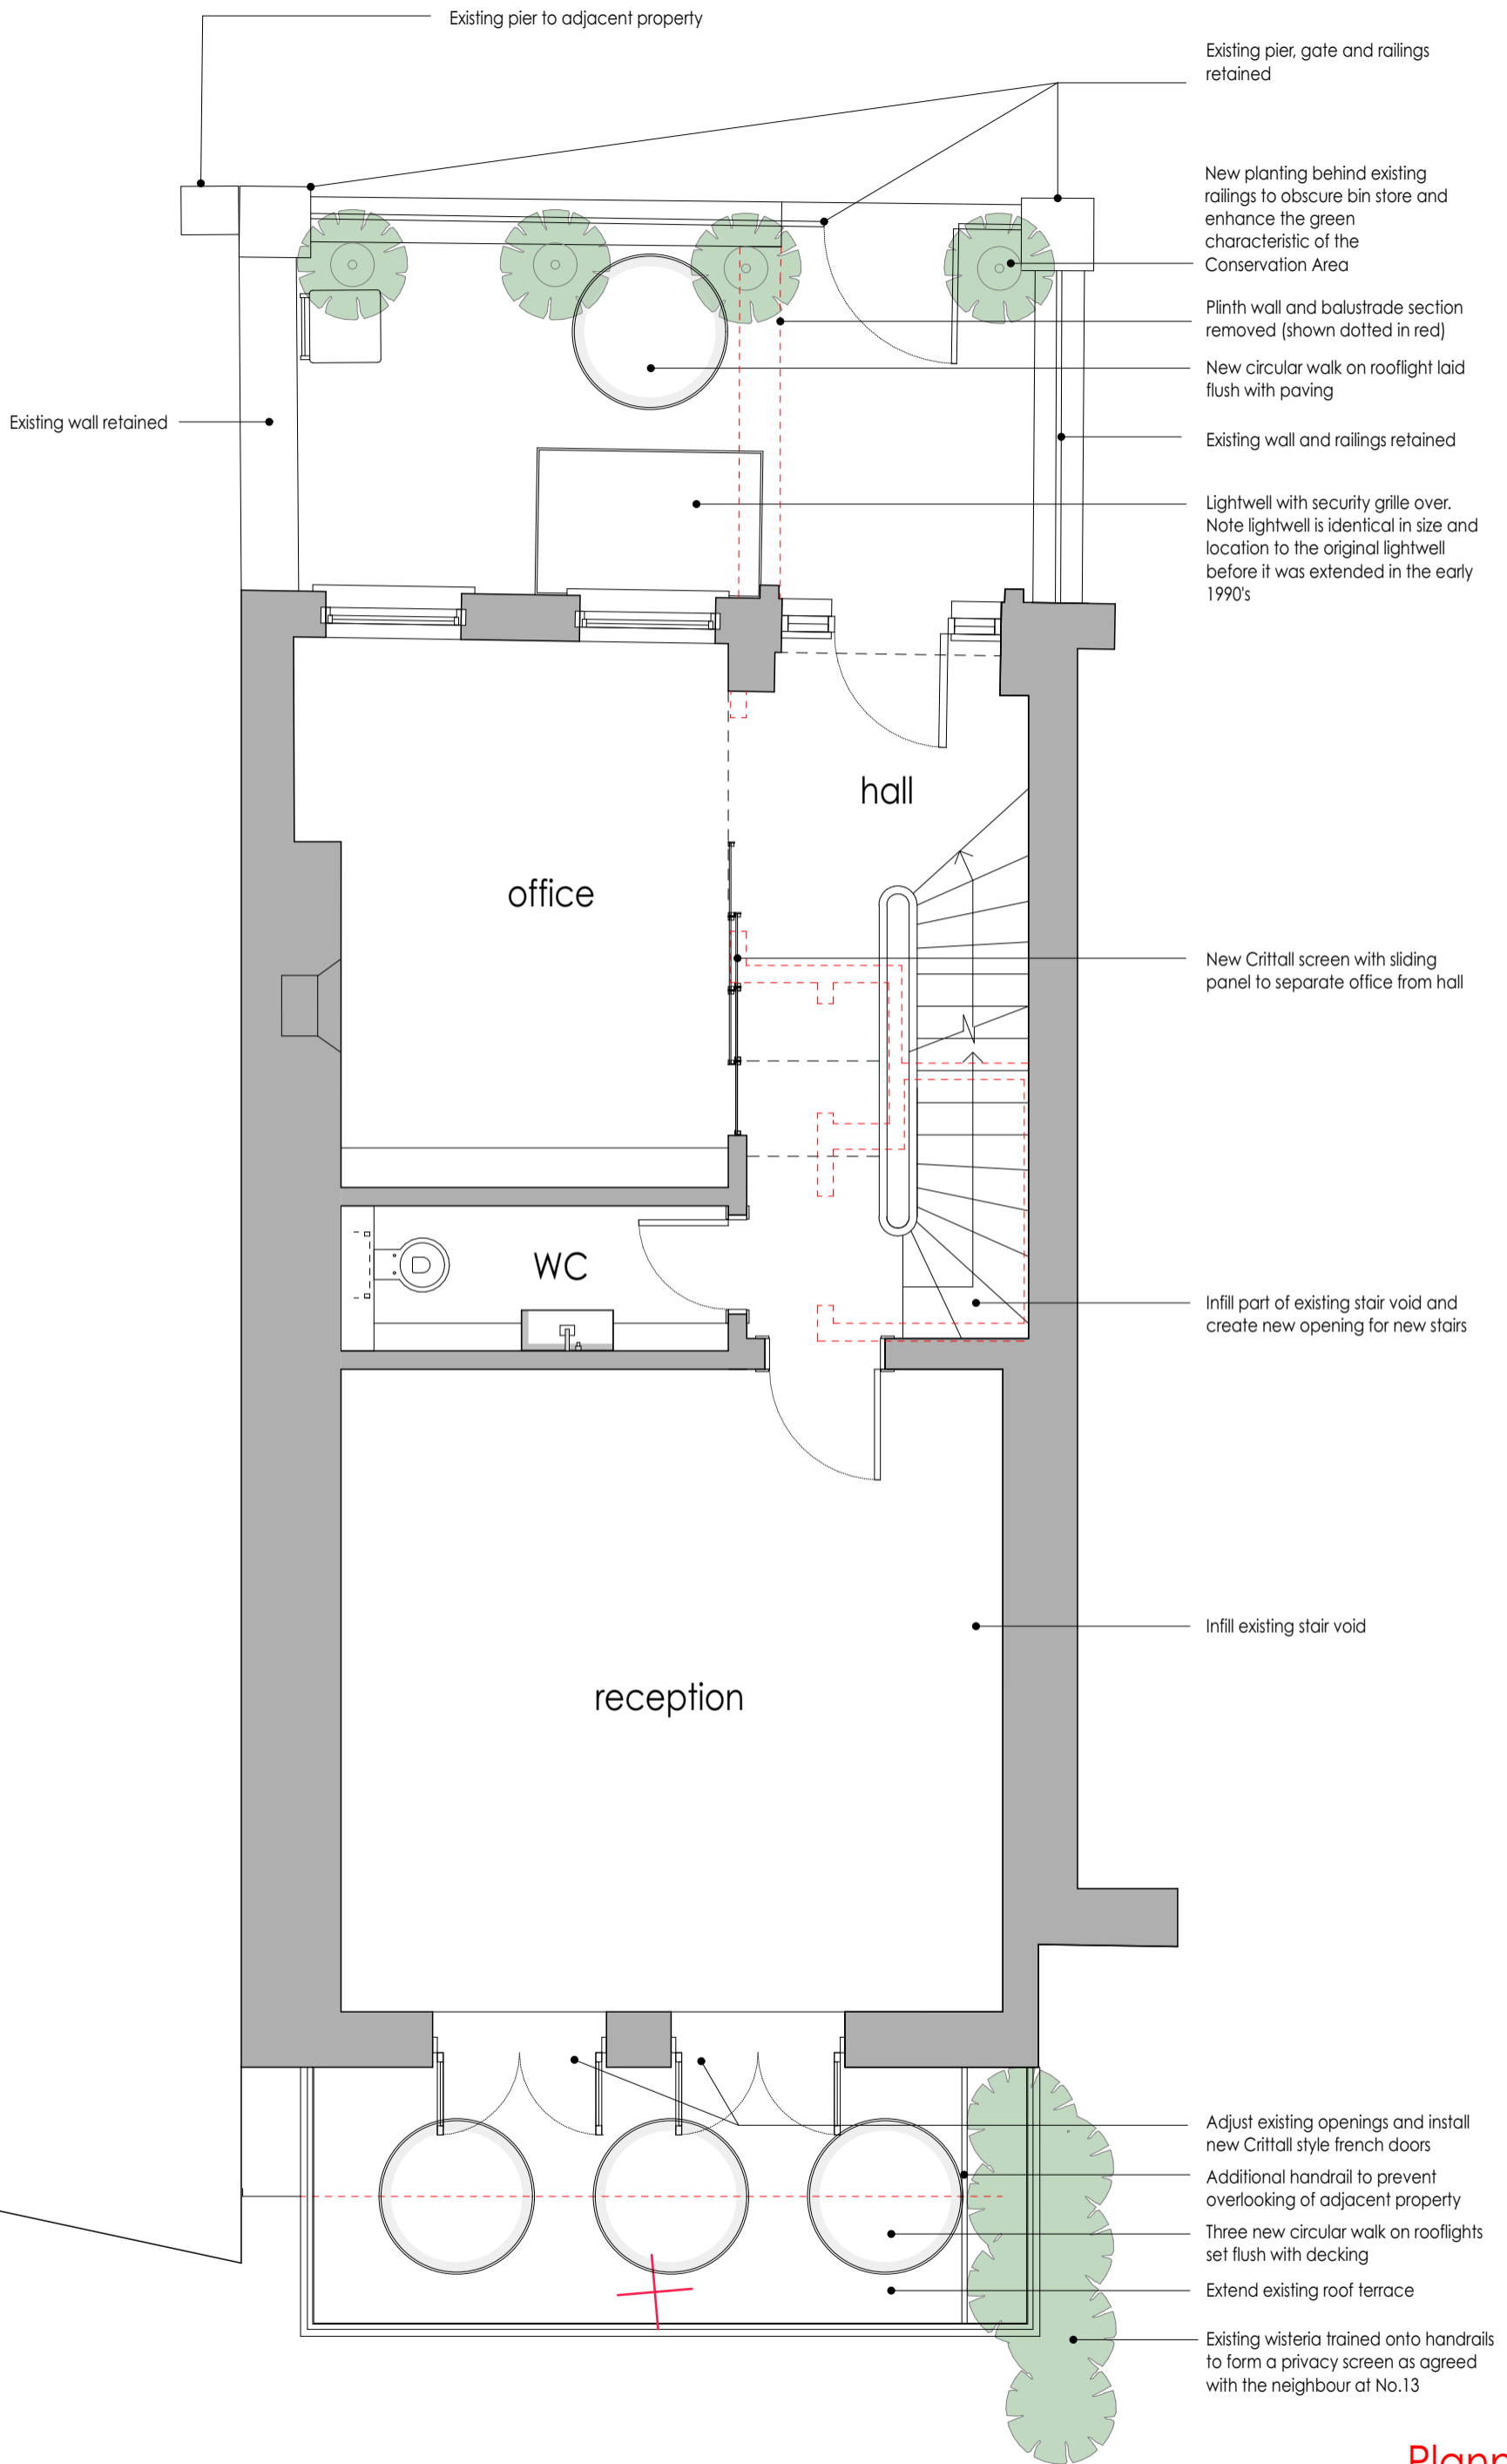 Existing pier to adjacent property
Existing pier, gate and railings
retained
New planting behind existing
railings to obscure bin store and
enhance the green
characteristic of the
Conservation Area
Plinth wall and balustrade section
removed (shown dotted in red)
New circular walk on rooflight laid
flush with paving
Existing wall retained
Existing wall and railings retained
Lightwell with security grille over.
Note lightwell is identical in size and
location to the original lightwell
before it was extended in the early
1990's
hall
office
New Crittall screen with sliding
panel to separate office from hall
WC
Infill part of existing stair void and
create new opening for new stairs
Infill existing stair void
reception
Adjust existing openings and install
new Crittall style french doors
Additional handrail to prevent
overlooking of adjacent property
Three new circular walk on rooflights
set flush with decking
Extend existing roof terrace
Existing wisteria trained onto handrails
to form a privacy screen as agreed
with the neighbour at No.13